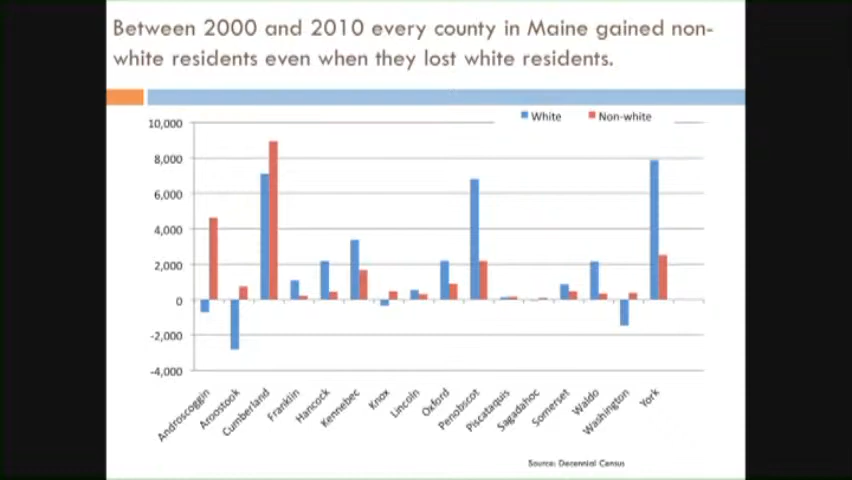 Between 2000 and 2010 every county in Maine gained non-
white residents even when they lost white residents.
White
Non-white
10,000
8,000
6,000
4,000
2,000
0
-2,000
-4,000
Androscoggin
Aroostook
Cumberland
Franklin
Hancock
Kennebec
Knox
Lincoln
Oxford
Penobscot
Piscataquis
Sagadahoc
Somerset
Waldo
Washington
York
Source: Decennial Census